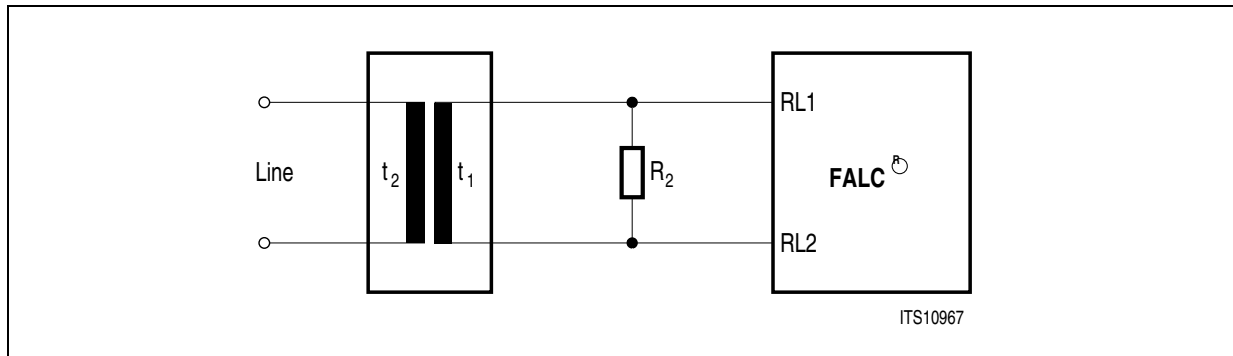 RL1
Line
t2
t1
R2
FALC®
RL2
ITS10967